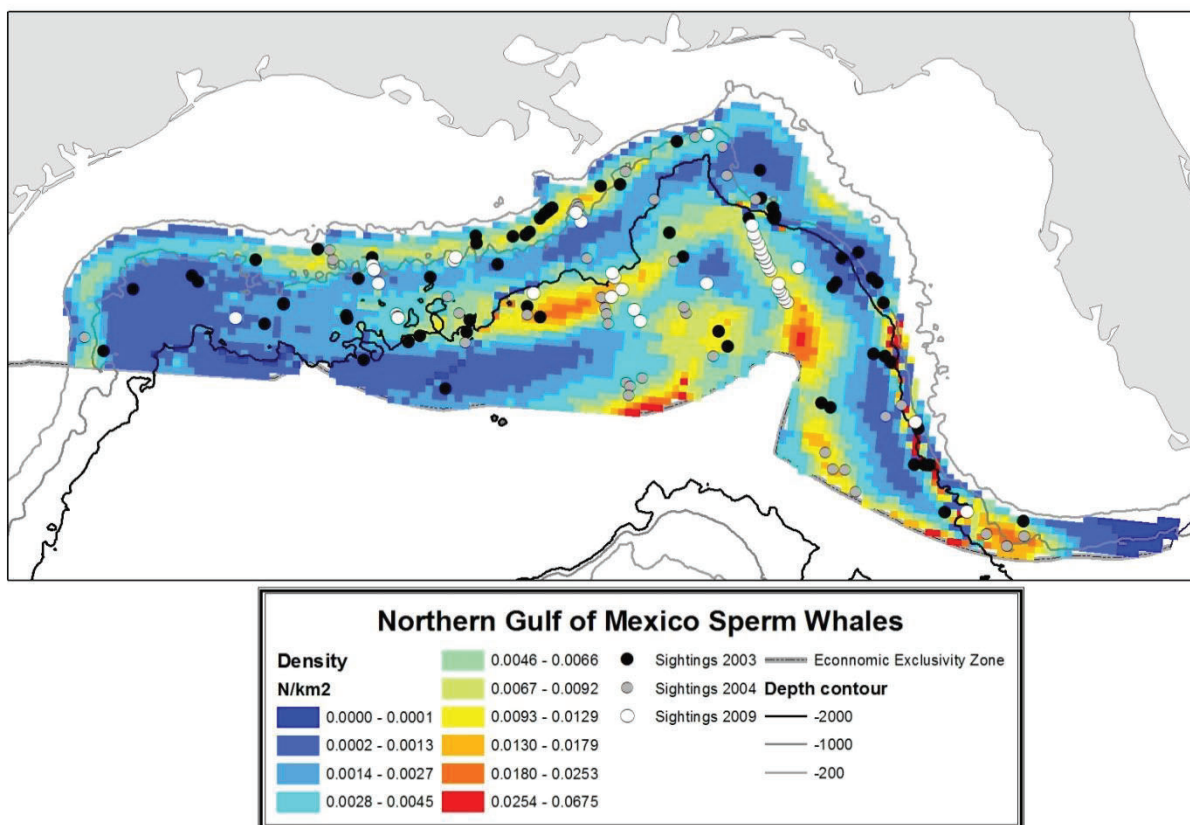 Northern Gulf of Mexico Sperm Whales
Density
N/km2
0.0000 - 0.0001
0.0002 - 0.0013
0.0014 - 0.0027
0.0028 - 0.0045
0.0046 - 0.0066
0.0067 - 0.0092
0.0093 - 0.0129
0.0130 - 0.0179
0.0180 - 0.0253
0.0254 - 0.0675
Sightings 2003
Sightings 2004
Sightings 2009
Econnomic Exclusivity Zone
Depth contour
-2000
-1000
-200